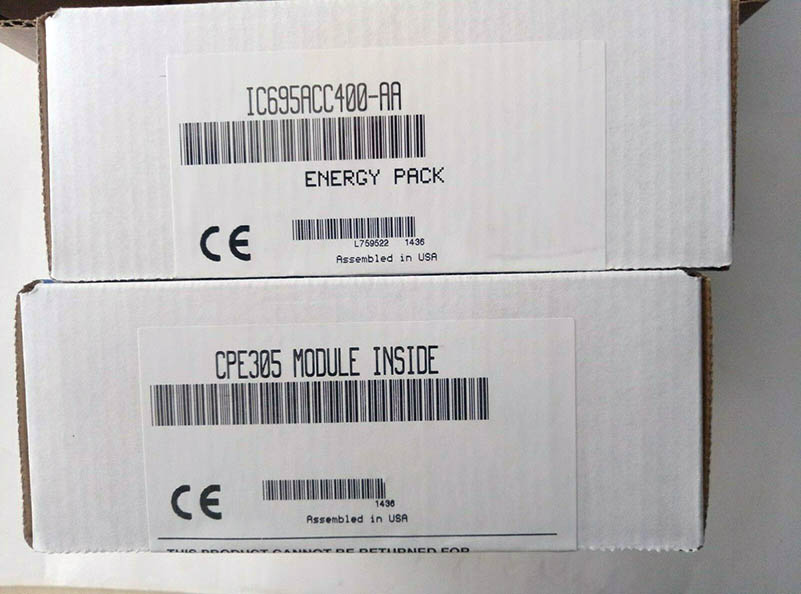 IC695ACC400-AA
ENERGY PACK
CE
L759522 1436
Assembled in USA
CPE305 MODULE INSIDE
CE
1436
Assembled in USA
THIS PRODUCT CANNOT BE RETURNED FOR